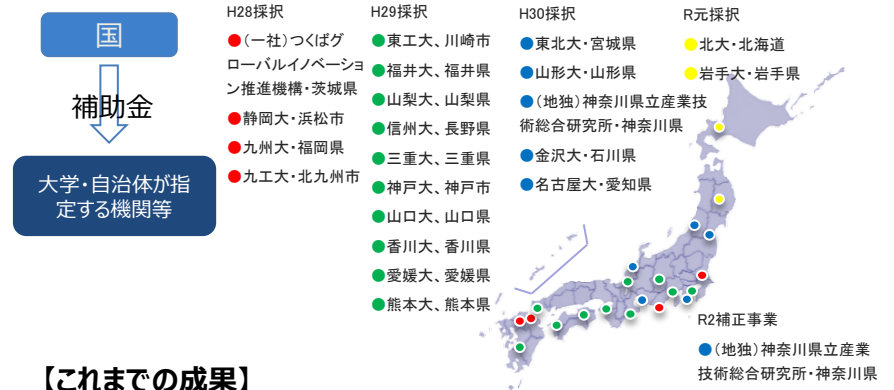 国
補助金
大学・自治体が指
定する機関等
H28採択
●（一社）つくばグ
ローバルイノベーショ
ン推進機構・茨城県
●静岡大・浜松市
●九州大・福岡県
●九工大・北九州市
H29採択
●東工大、川崎市
●福井大、福井県
●山梨大、山梨県
●信州大、長野県
●三重大、三重県
●神戸大、神戸市
●山口大、山口県
●香川大、香川県
●愛媛大、愛媛県
●熊本大、熊本県
H30採択
●東北大・宮城県
●山形大・山形県
●（地独）神奈川県立産業技
術総合研究所・神奈川県
●金沢大・石川県
●名古屋大・愛知県
R元採択
●北大・北海道
●岩手大・岩手県
R2補正事業
●（地独）神奈川県立産業
技術総合研究所・神奈川県
【これまでの成果】